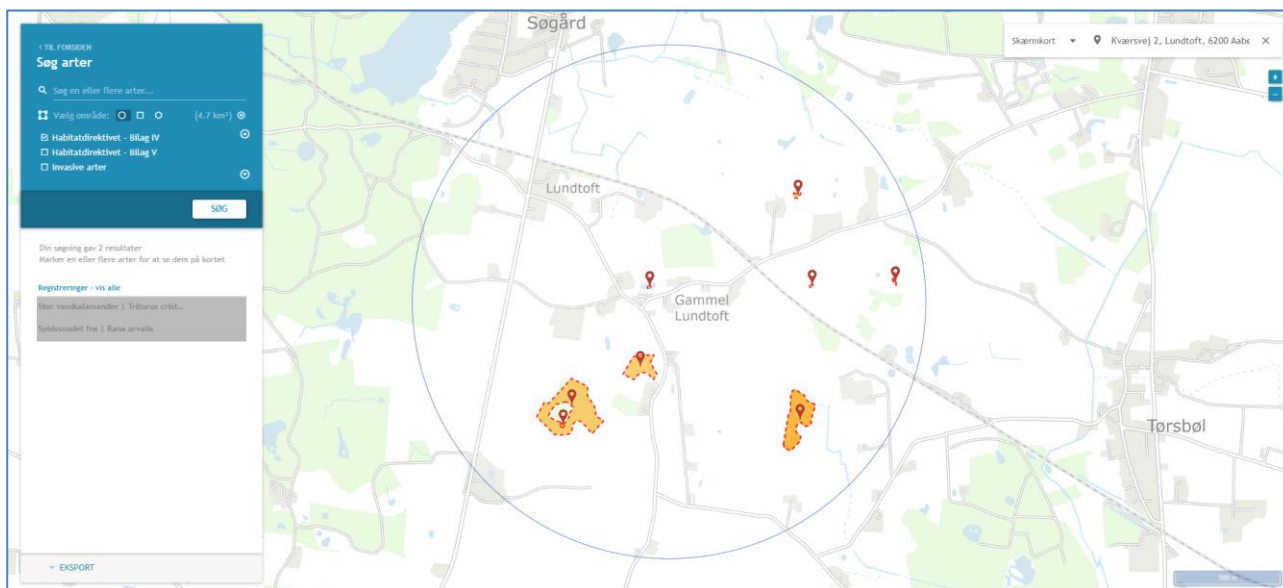 ‹ TIL FORSIDEN
Søg arter
Søg en eller flere arter...
Vælg område: (4.7 km²)
Habitatdirektivet - Bilag IV
Habitatdirektivet - Bilag V
Invasive arter
SØG
Din søgning gav 2 resultater
Marker en eller flere arter for at se dem på kortet
Registreringer - vis alle
Stor vandsalamander | Triturus crist...
Spidssnudet frø | Rana arvalis
EKSPORT
Søgård
Skærmkort
Kværsvej 2, Lundtoft, 6200 Aabe
Lundtoft
Gammel
Lundtoft
Tørsbøl
500 m